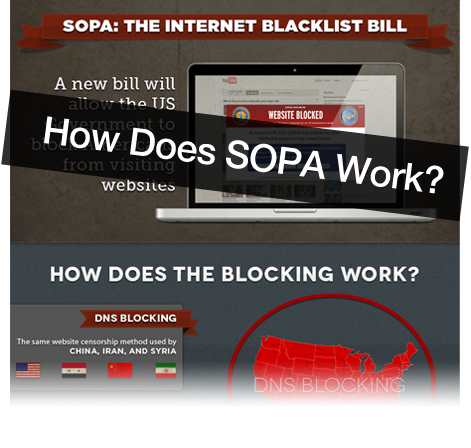 SOPA: THE INTERNET BLACKLIST BILL
A new bill will
allow the US
to
from visiting
websites
YouTube
WEBSITE BLOCKED
How Does SOPA Work?
HOW DOES THE BLOCKING WORK?
DNS BLOCKING
The same website censorship method used by
CHINA, IRAN, AND SYRIA
DNS BLOCKING